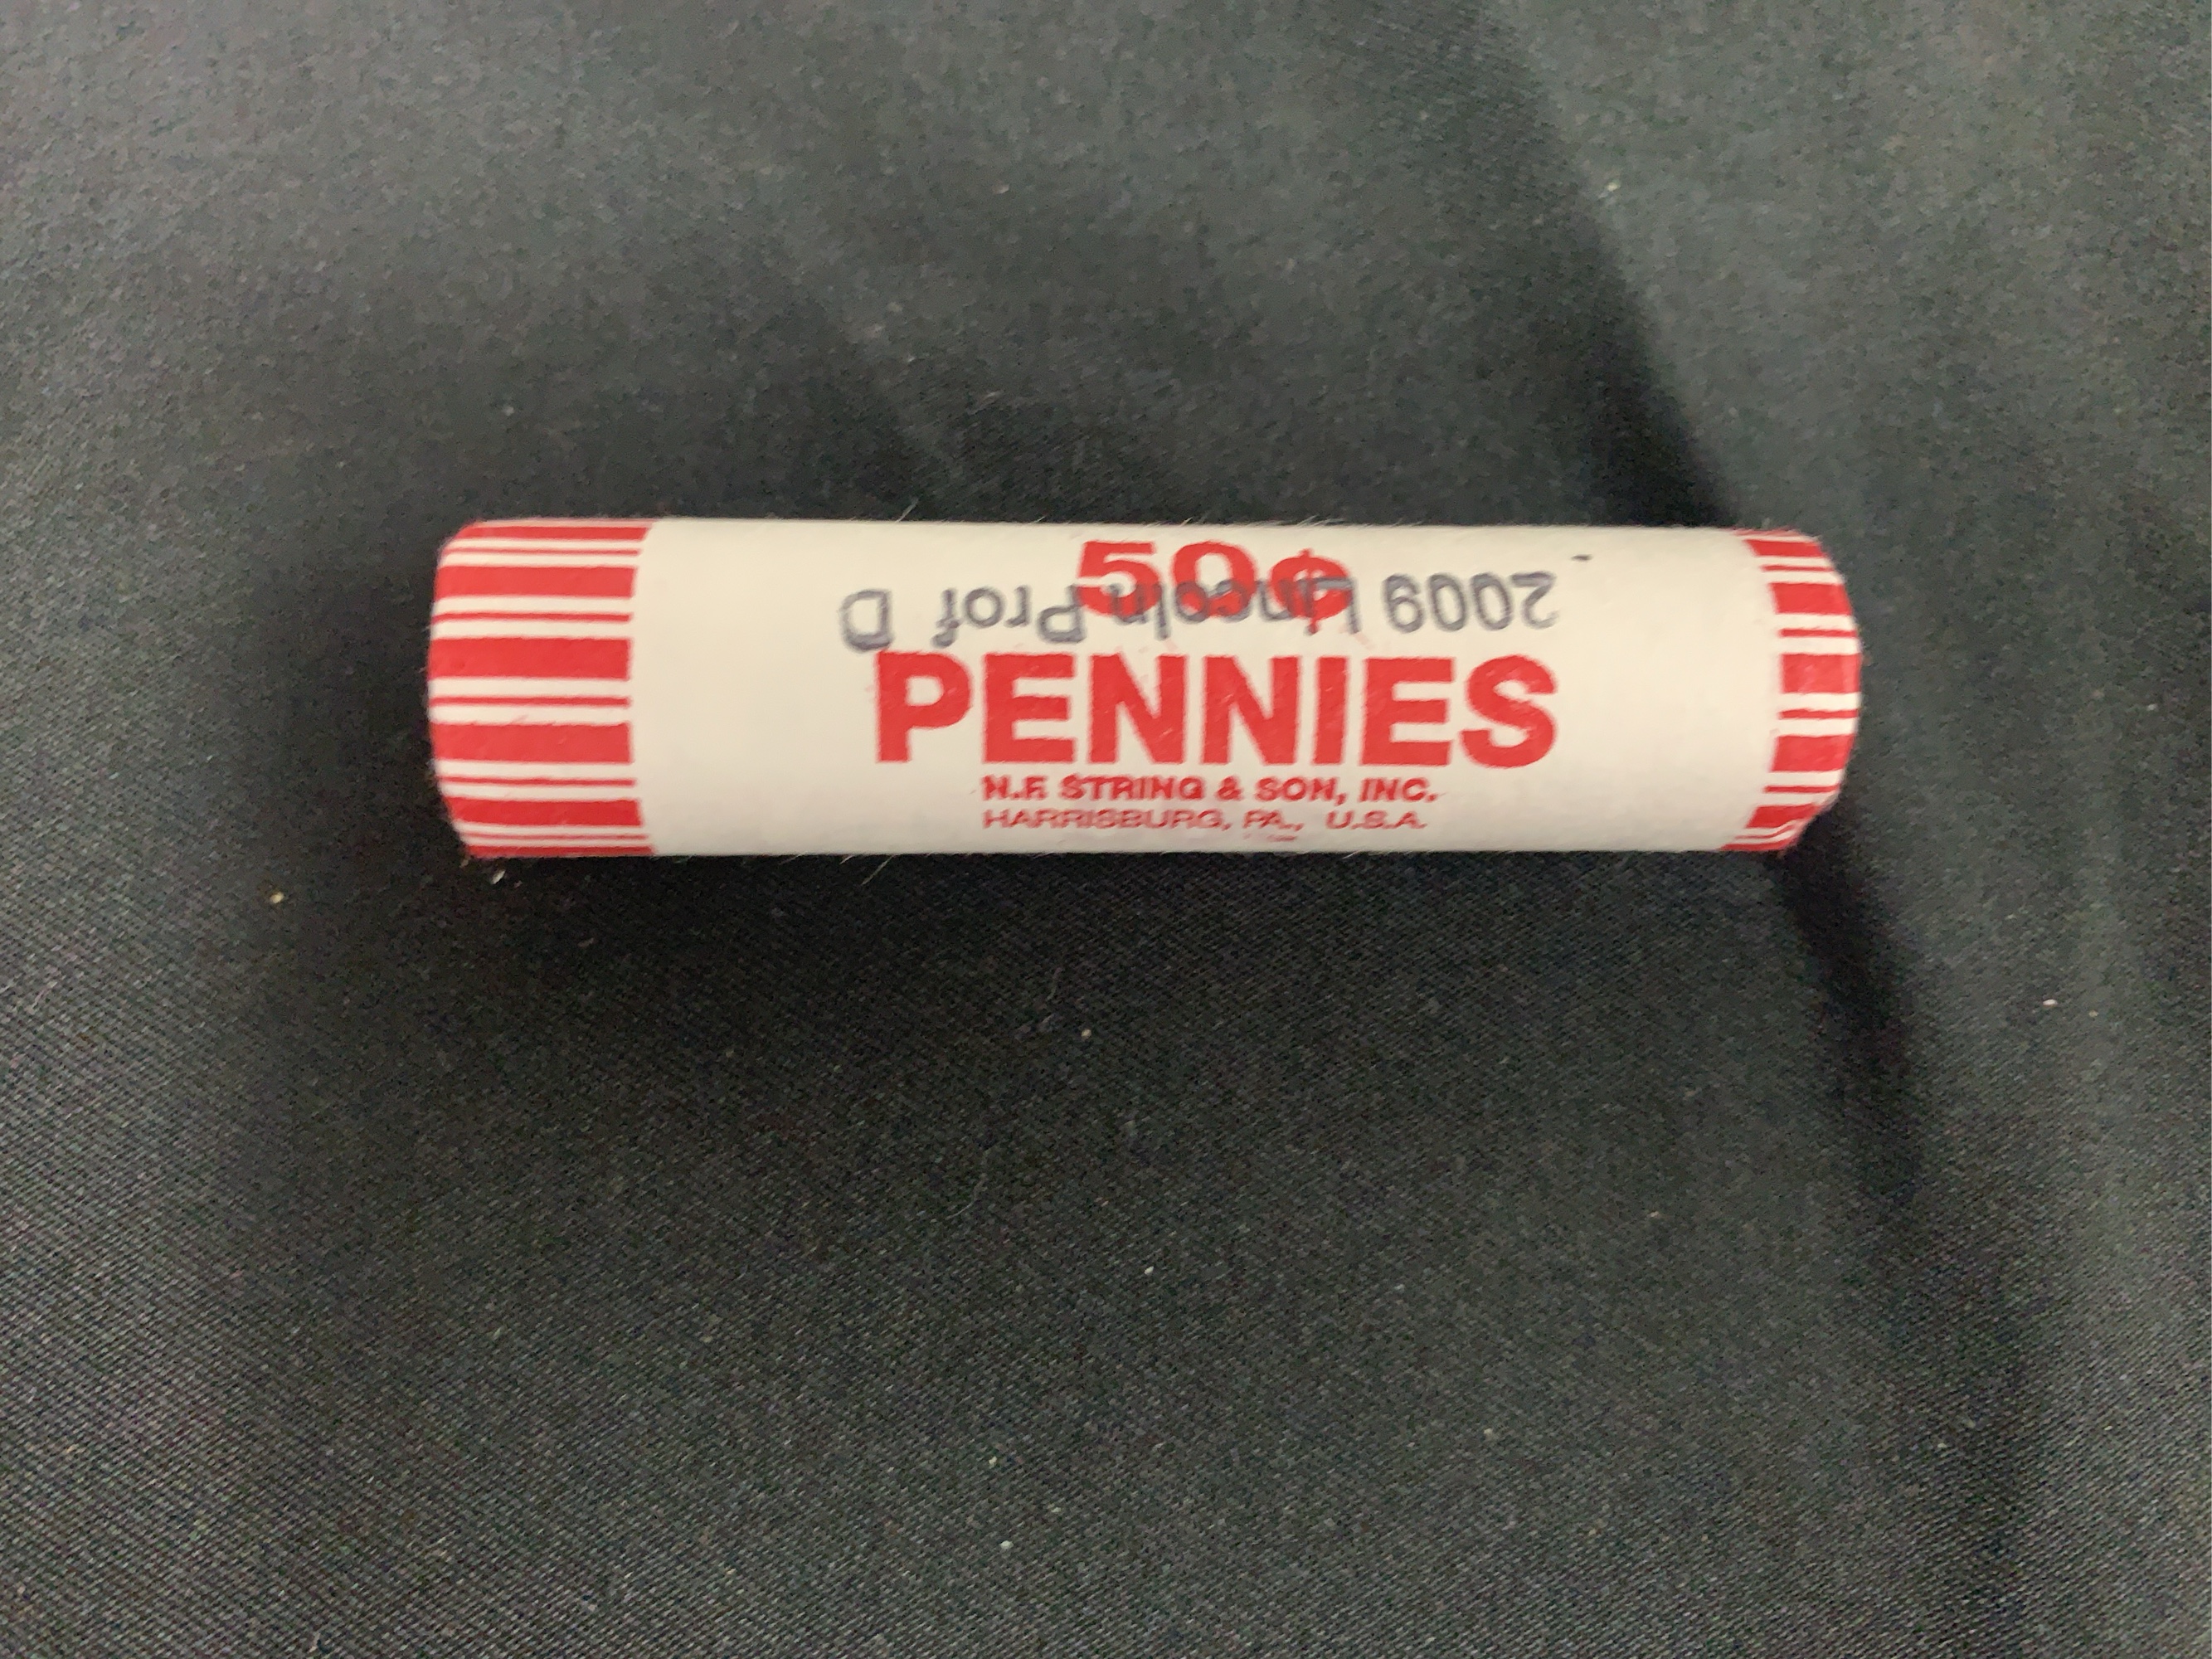 50¢
2009 Lincoln Prof D
PENNIES
N.F. STRING & SON, INC.
HARRISBURG, PA., U.S.A.